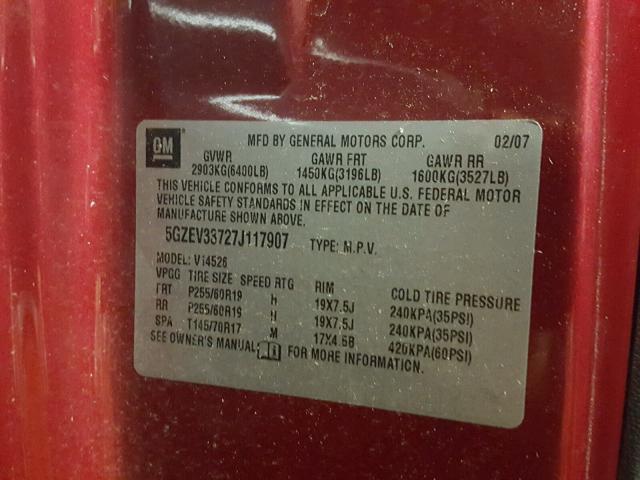 GM MFD BY GENERAL MOTORS CORP. 02/07
GVWR GAWR FRT GAWR RR
2903KG(6400LB) 1450KG(3196LB) 1600KG(3527LB)
THIS VEHICLE CONFORMS TO ALL APPLICABLE U.S. FEDERAL MOTOR
VEHICLE SAFETY STANDARDS IN EFFECT ON THE DATE OF
MANUFACTURE SHOWN ABOVE.
5GZEV33727J117907 TYPE: M.P.V.
MODEL: V14526
VPGG TIRE SIZE SPEED RTG RIM COLD TIRE PRESSURE
FRT P255/60R19 H 19X7.5J 240KPA(35PSI)
RR P255/60R19 H 19X7.5J 240KPA(35PSI)
SPA T145/70R17 M 17X4.5B 420KPA(60PSI)
SEE OWNER'S MANUAL FOR MORE INFORMATION.